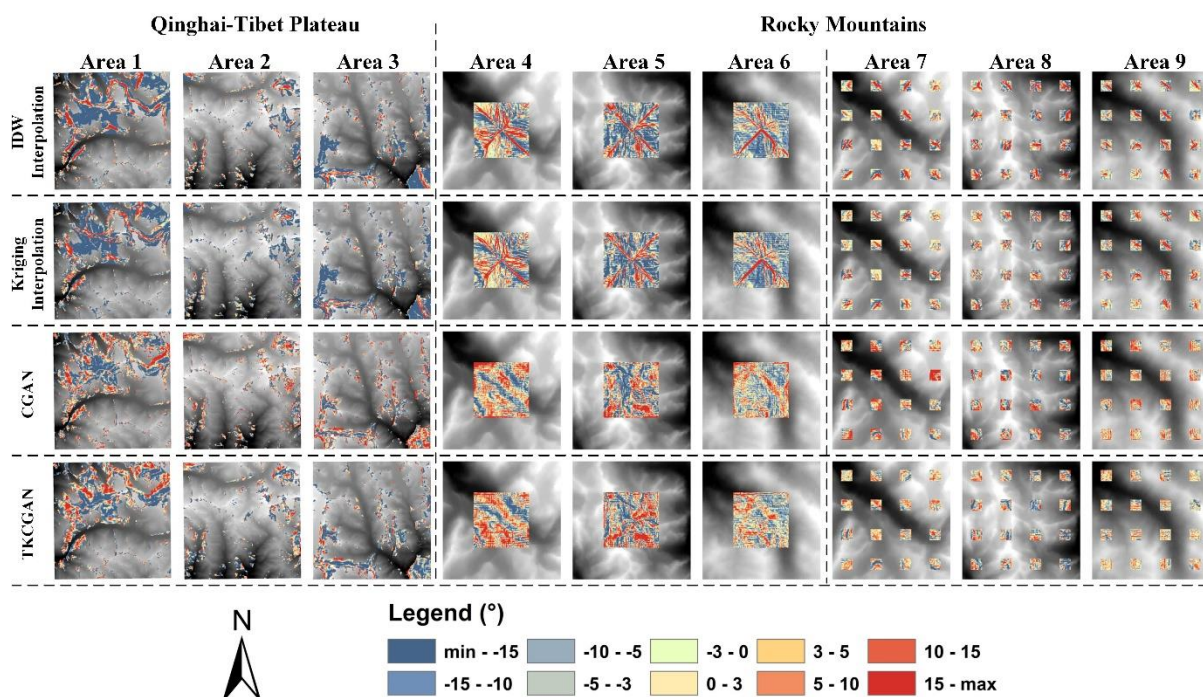 Qinghai-Tibet Plateau
Rocky Mountains
Area 1 Area 2 Area 3 Area 4 Area 5 Area 6 Area 7 Area 8 Area 9
IDW
Interpolation
Kriging
Interpolation
CGAN
TKCGAN
N
Legend (°)
min - -15 -10 - -5 -3 - 0 3 - 5 10 - 15
-15 - -10 -5 - -3 0 - 3 5 - 10 15 - max